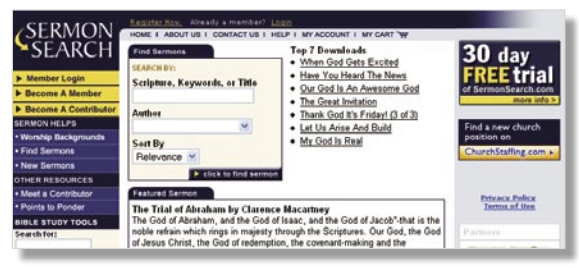 SERMON
SEARCH
Register Now. Already a member? Login
HOME | ABOUT US | CONTACT US | HELP | MY ACCOUNT | MY CART
Member Login
Become A Member
Become A Contributor
SERMON HELPS
Worship Backgrounds
Find Sermons
New Sermons
OTHER RESOURCES
Meet a Contributor
Points to Ponder
BIBLE STUDY TOOLS
Search for:
Find Sermons
SEARCH BY:
Scripture, Keywords, or Title
Author
Sort By
Relevance
click to find sermon
Top 7 Downloads
When God Gets Excited
Have You Heard The News
Our God Is An Awesome God
The Great Invitation
Thank God It's Friday! (3 of 3)
Let Us Arise And Build
My God Is Real
Featured Sermon
The Trial of Abraham by Clarence Macartney
The God of Abraham, and the God of Isaac, and the God of Jacob"-that is the
noble refrain which rings in majesty through the Scriptures. Our God, the God
of Jesus Christ, the God of redemption, the covenant-making and the
30 day
FREE trial
of SermonSearch.com
more info >
Find a new church
position on
ChurchStaffing.com
Privacy Policy
Terms of Use
Partners